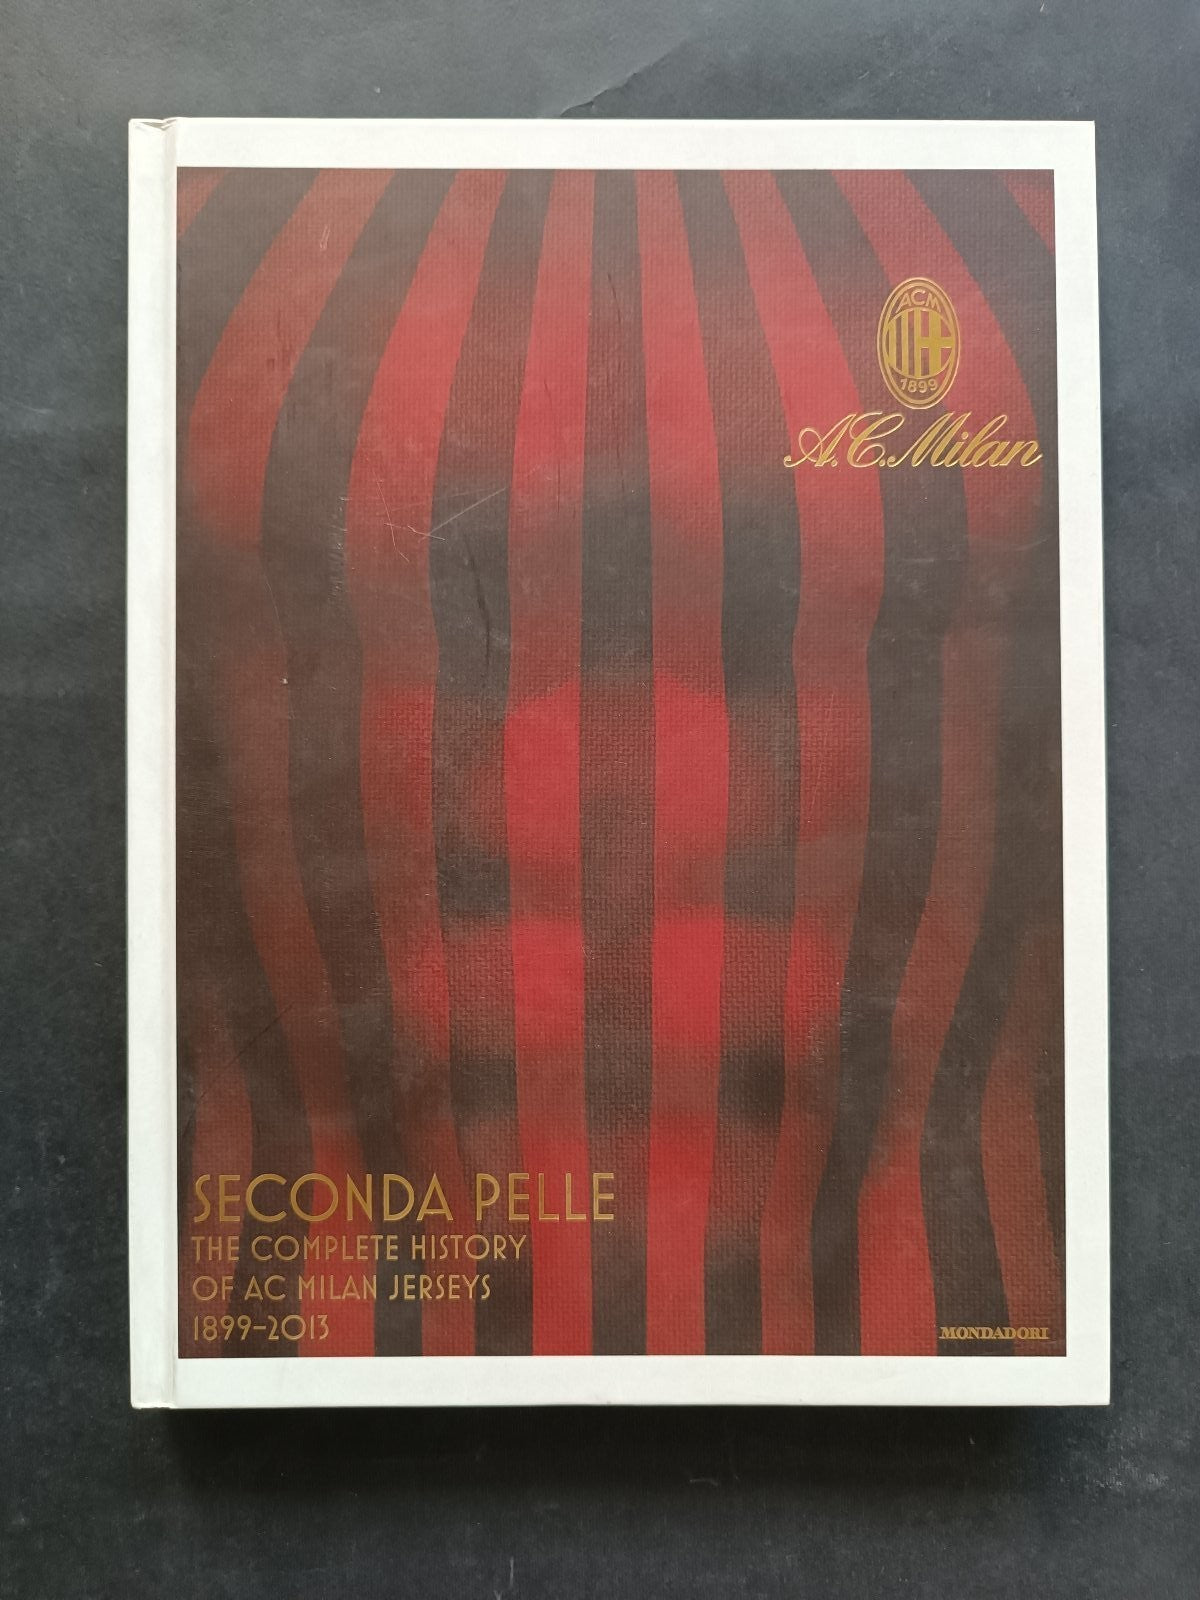 ACM
1899
A.C. Milan
SECONDA PELLE
THE COMPLETE HISTORY
OF AC MILAN JERSEYS
1899-2013
MONDADORI